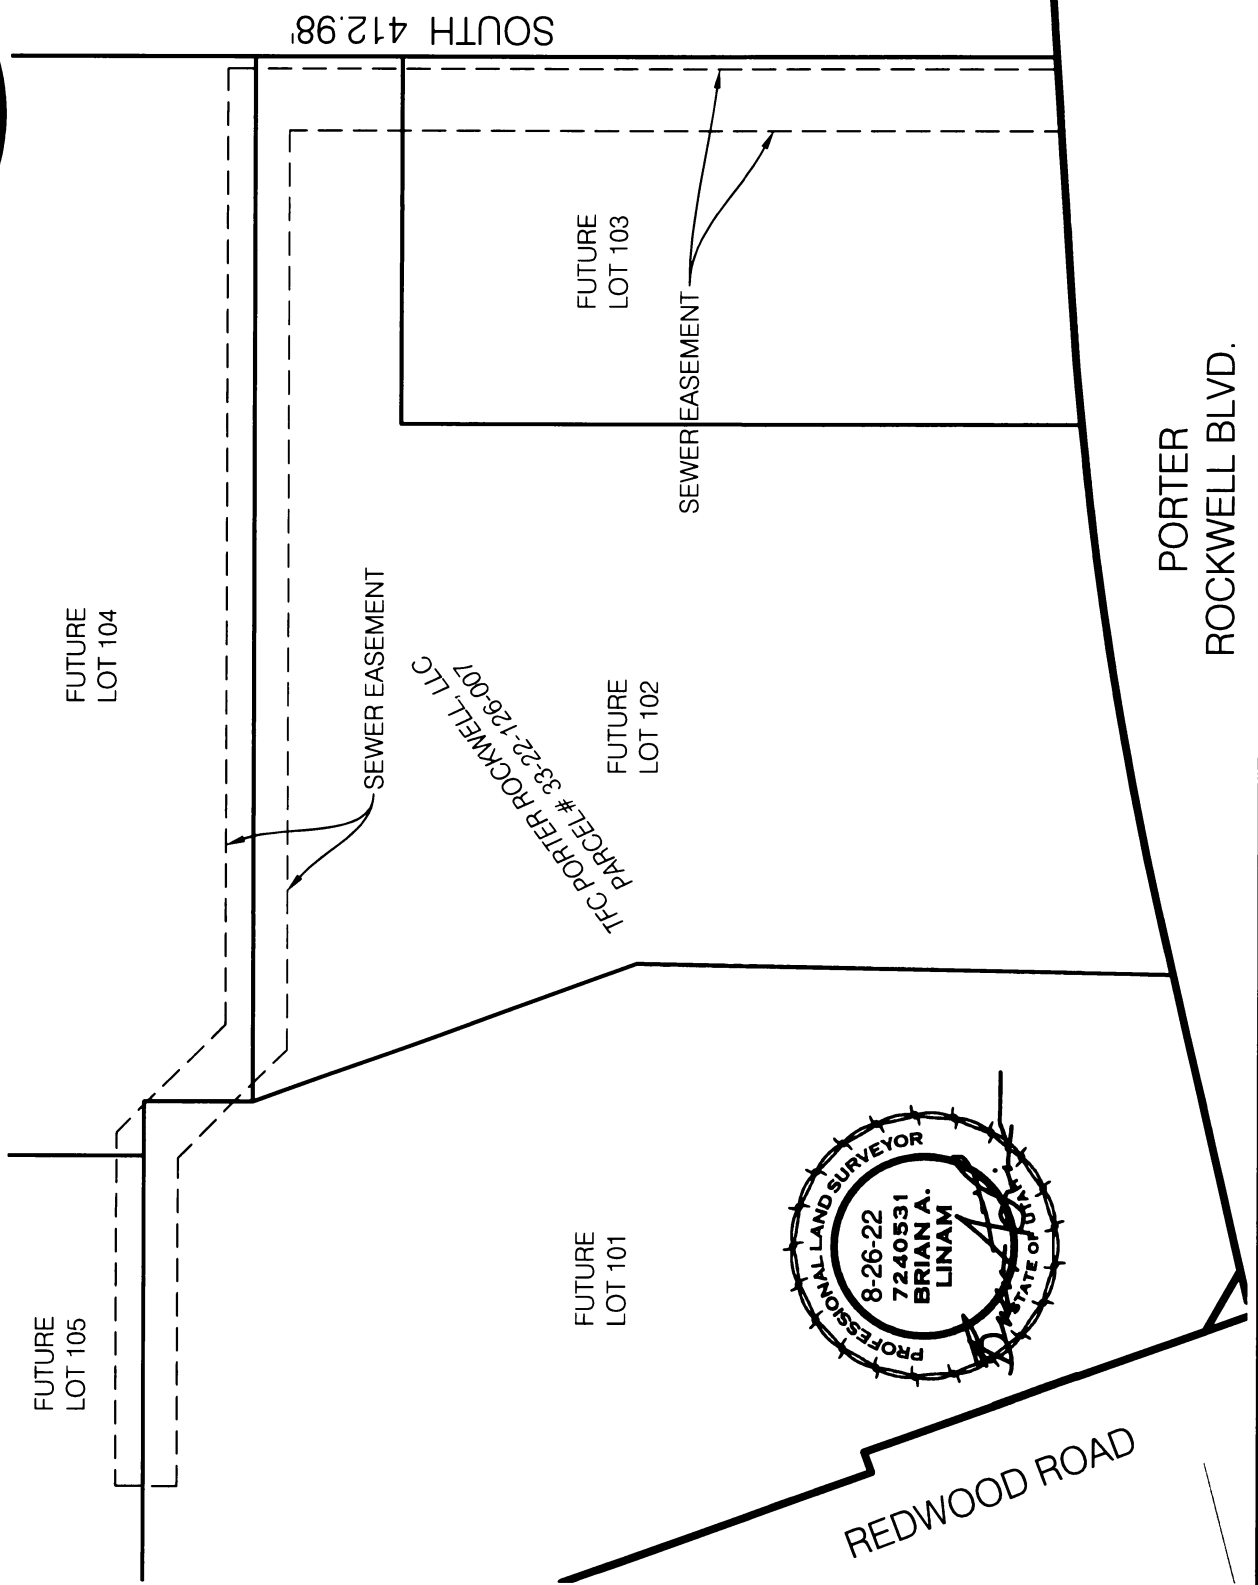 SOUTH 412.98'
FUTURE
LOT 104
FUTURE
LOT 103
SEWER EASEMENT
SEWER EASEMENT
TFC PORTER ROCKWELL, LLC
PARCEL# 33-22-126-007
FUTURE
LOT 102
PORTER
ROCKWELL BLVD.
FUTURE
LOT 105
FUTURE
LOT 101
PROFESSIONAL LAND SURVEYOR
8-26-22
7240531
BRIAN A.
LINAM
STATE OF UTAH
REDWOOD ROAD